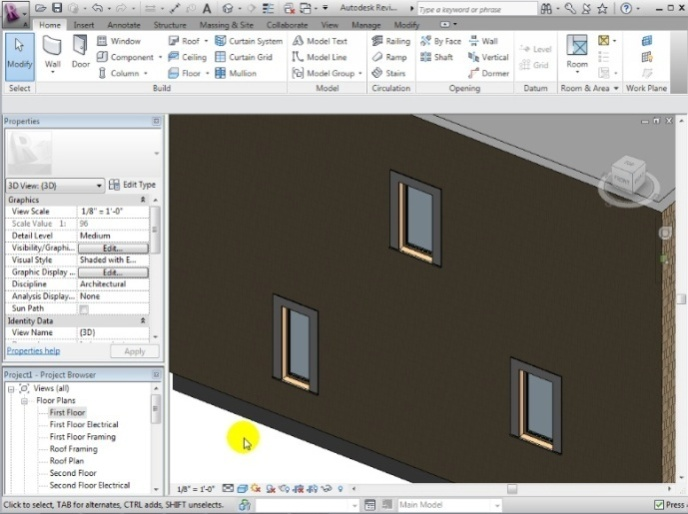 Autodesk Revi...
Type a keyword or phrase
Home Insert Annotate Structure Massing & Site Collaborate View Manage Modify
Modify
Wall
Door
Window
Component
Column
Roof
Ceiling
Floor
Curtain System
Curtain Grid
Mullion
Model Text
Model Line
Model Group
Railing
Ramp
Stairs
By Face
Shaft
Wall
Vertical
Dormer
Level
Grid
Room
Select Build Model Circulation Opening Datum Room & Area Work Plane
Properties
3D View: {3D} Edit Type
Graphics
View Scale 1/8" = 1'-0"
Scale Value 1: 96
Detail Level Medium
Visibility/Graphi... Edit...
Visual Style Shaded with E...
Graphic Display ... Edit...
Discipline Architectural
Analysis Display... None
Sun Path
Identity Data
View Name {3D}
Properties help Apply
Project1 - Project Browser
Views (all)
Floor Plans
First Floor
First Floor Electrical
First Floor Framing
Roof Framing
Roof Plan
Second Floor
Second Floor Electrical
TOP
FRONT
1/8" = 1'-0"
Click to select, TAB for alternates, CTRL adds, SHIFT unselects. Main Model Press